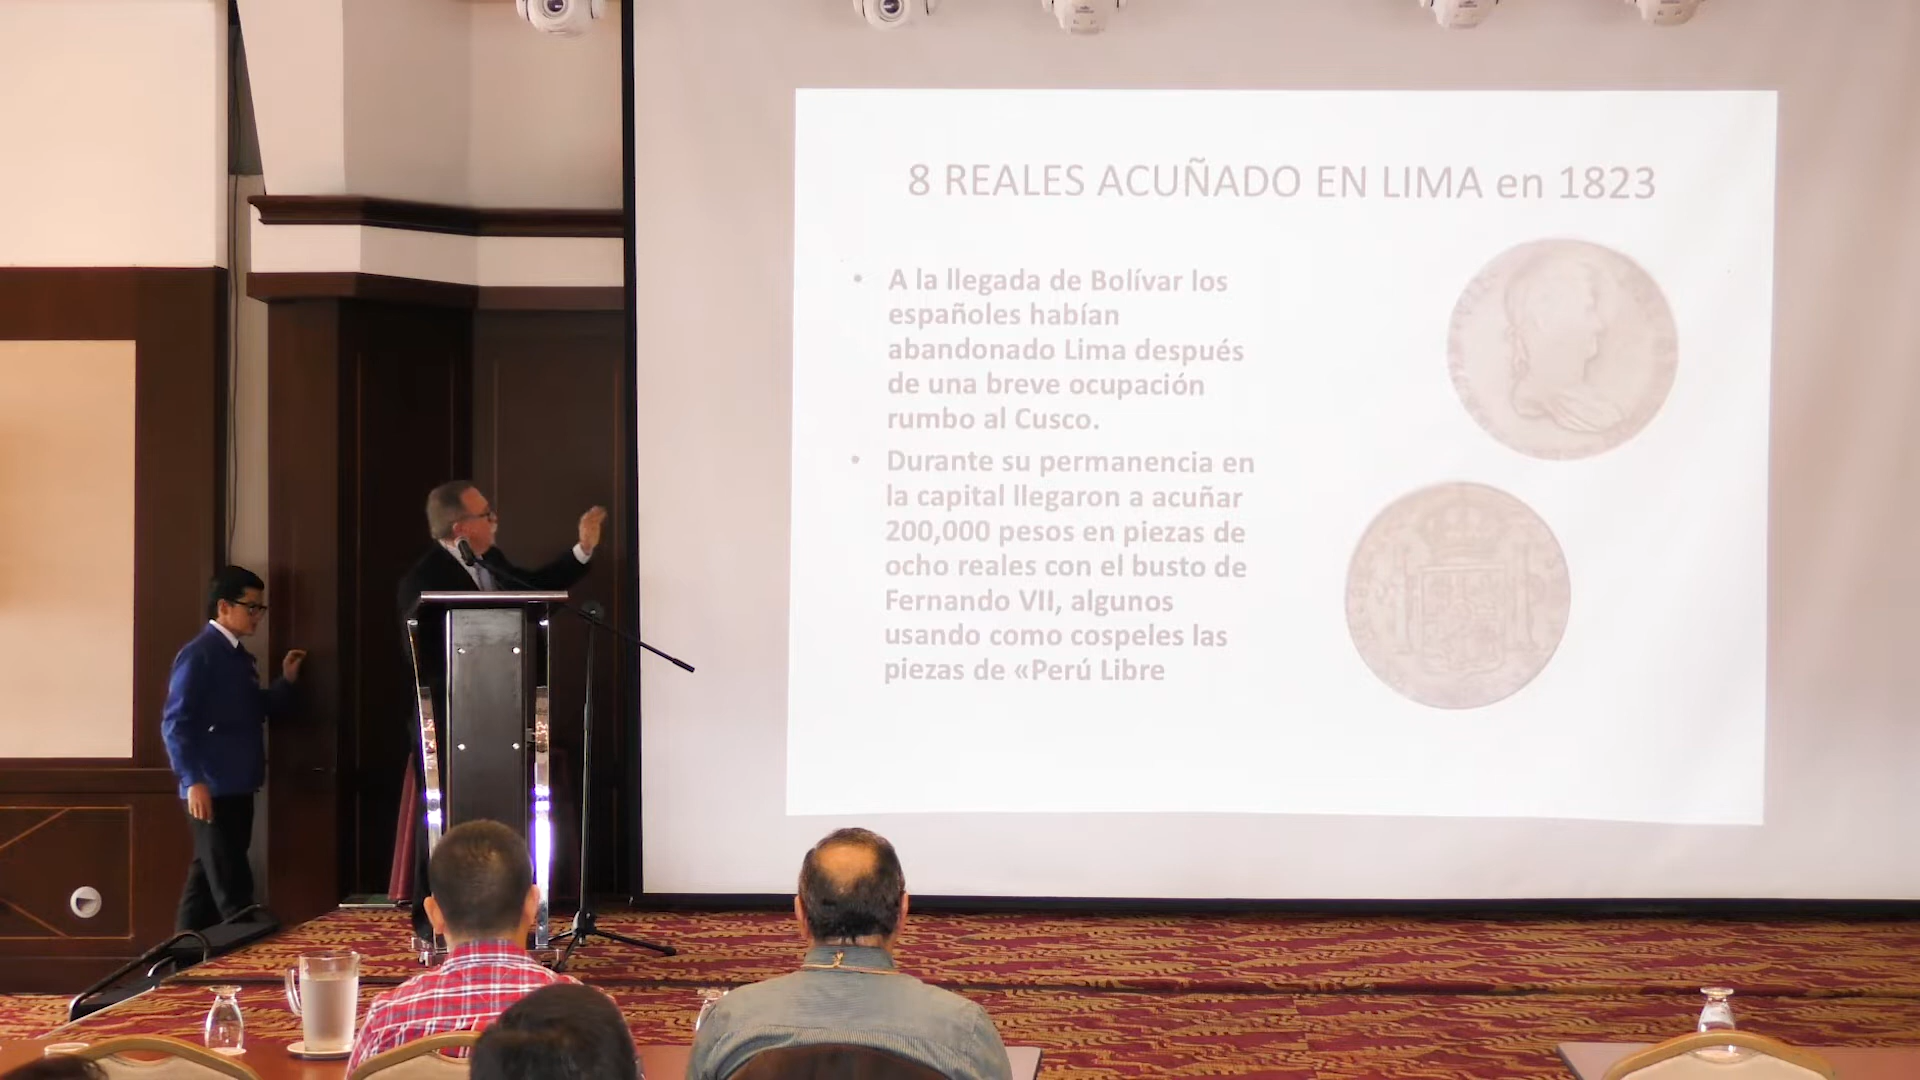 8 REALES ACUÑADO EN LIMA en 1823
• A la llegada de Bolívar los
españoles habían
abandonado Lima después
de una breve ocupación
rumbo al Cusco.
• Durante su permanencia en
la capital llegaron a acuñar
200,000 pesos en piezas de
ocho reales con el busto de
Fernando VII, algunos
usando como cospeles las
piezas de «Perú Libre